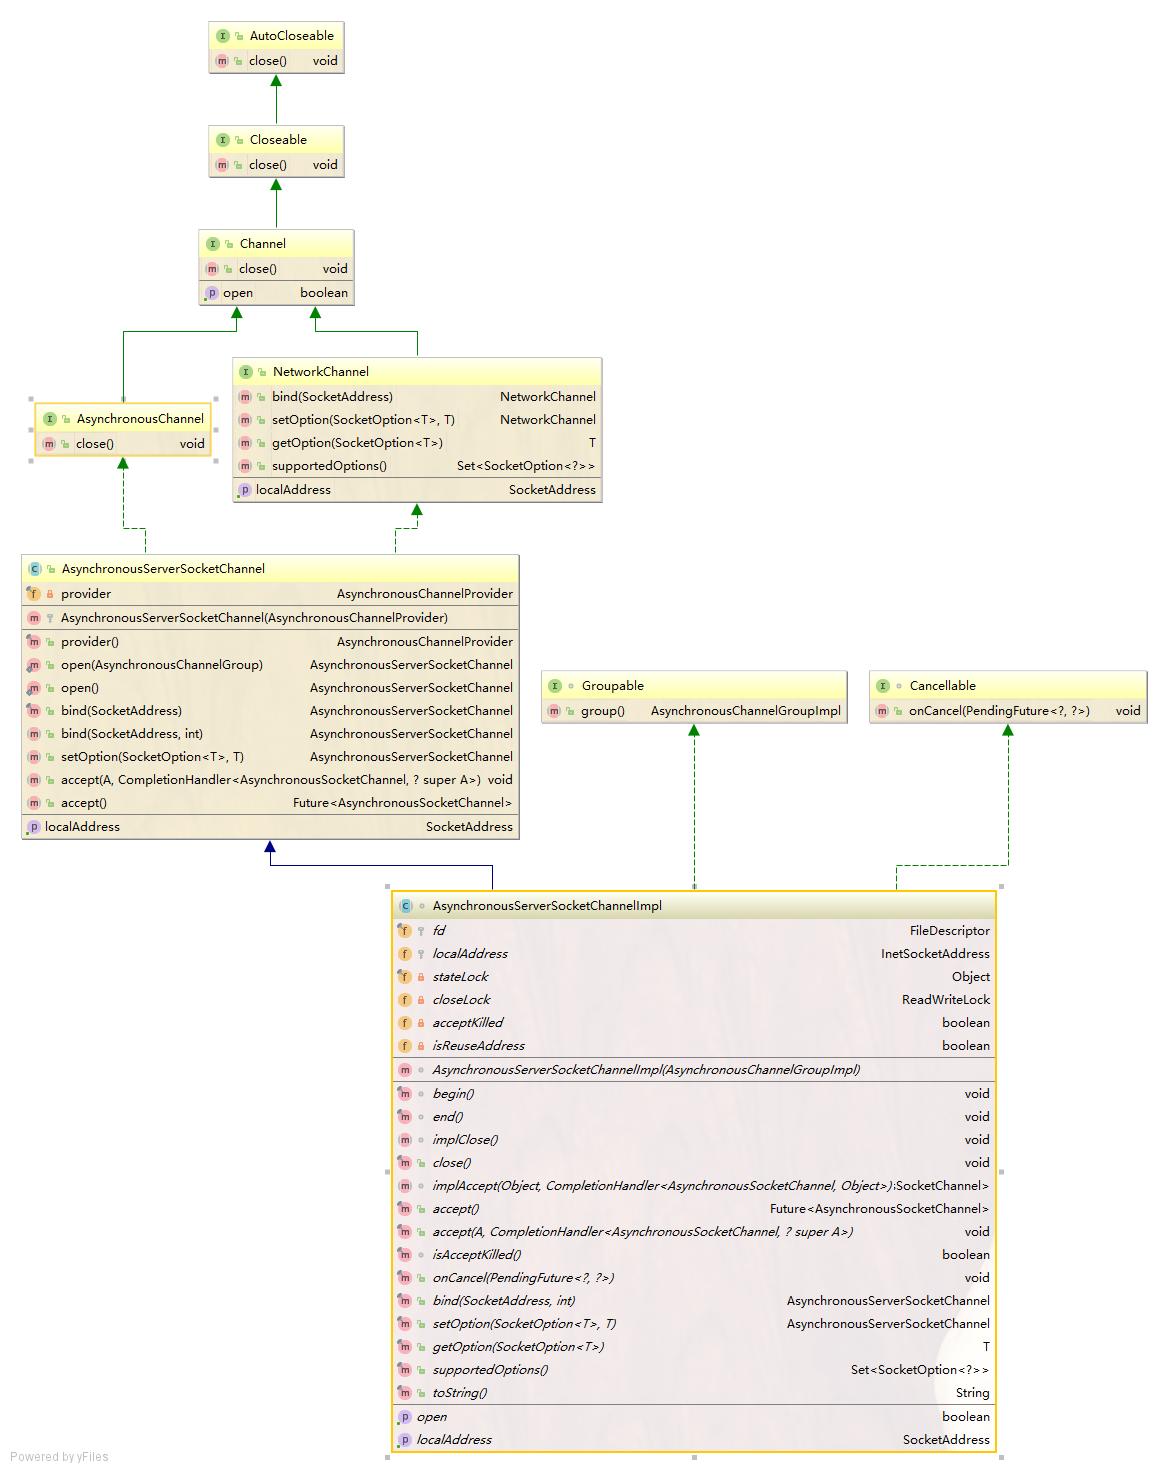 AutoCloseable
close() void
Closeable
close() void
Channel
close() void
open boolean
NetworkChannel
bind(SocketAddress) NetworkChannel
setOption(SocketOption<T>, T) NetworkChannel
getOption(SocketOption<T>) T
supportedOptions() Set<SocketOption<?>>
localAddress SocketAddress
AsynchronousChannel
close() void
AsynchronousServerSocketChannel
provider AsynchronousChannelProvider
AsynchronousServerSocketChannel(AsynchronousChannelProvider)
provider() AsynchronousChannelProvider
open(AsynchronousChannelGroup) AsynchronousServerSocketChannel
open() AsynchronousServerSocketChannel
bind(SocketAddress) AsynchronousServerSocketChannel
bind(SocketAddress, int) AsynchronousServerSocketChannel
setOption(SocketOption<T>, T) AsynchronousServerSocketChannel
accept(A, CompletionHandler<AsynchronousSocketChannel, ? super A>) void
accept() Future<AsynchronousSocketChannel>
localAddress SocketAddress
Groupable
group() AsynchronousChannelGroupImpl
Cancellable
onCancel(PendingFuture<?, ?>) void
AsynchronousServerSocketChannelImpl
fd FileDescriptor
localAddress InetSocketAddress
stateLock Object
closeLock ReadWriteLock
acceptKilled boolean
isReuseAddress boolean
AsynchronousServerSocketChannelImpl(AsynchronousChannelGroupImpl)
begin() void
end() void
implClose() void
close() void
implAccept(Object, CompletionHandler<AsynchronousSocketChannel, Object>) SocketChannel>
accept() Future<AsynchronousSocketChannel>
accept(A, CompletionHandler<AsynchronousSocketChannel, ? super A>) void
isAcceptKilled() boolean
onCancel(PendingFuture<?, ?>) void
bind(SocketAddress, int) AsynchronousServerSocketChannel
setOption(SocketOption<T>, T) AsynchronousServerSocketChannel
getOption(SocketOption<T>) T
supportedOptions() Set<SocketOption<?>>
toString() String
open boolean
localAddress SocketAddress
Powered by yFiles